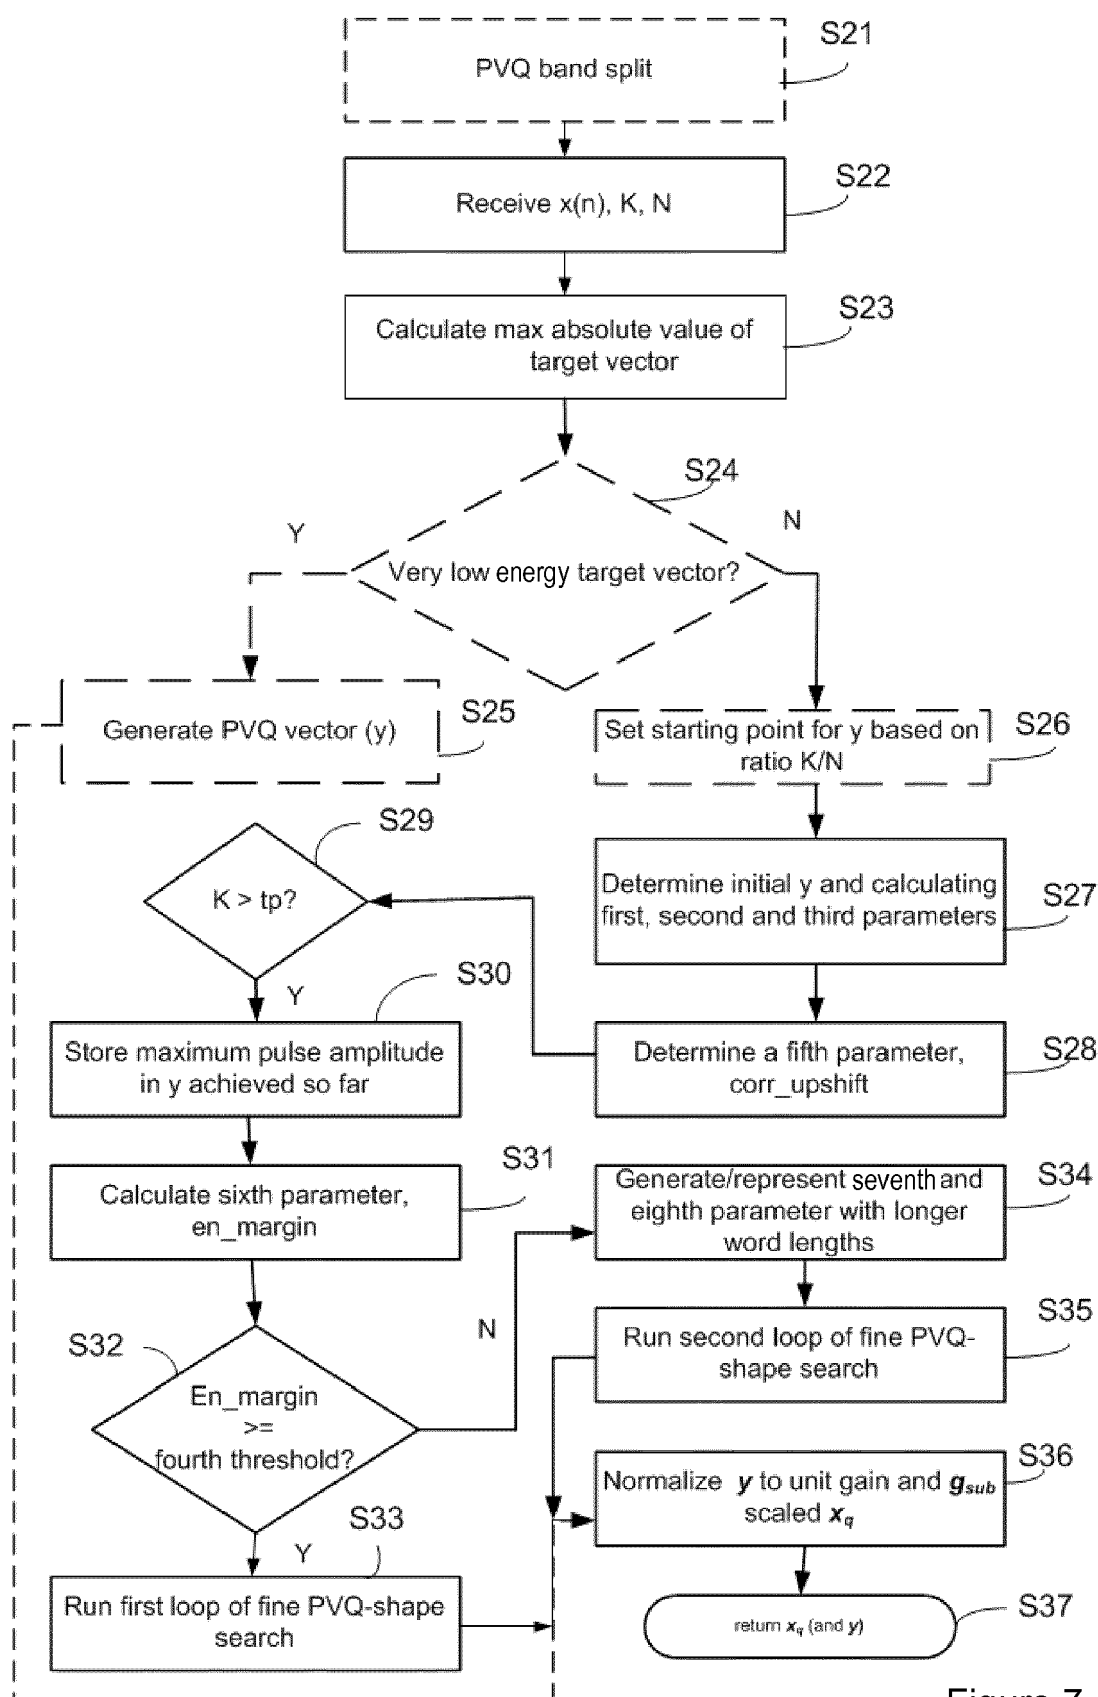 PVQ band split
S21
Receive x(n), K, N
S22
Calculate max absolute value of
target vector
S23
S24
Y
N
Very low energy target vector?
Generate PVQ vector (y)
S25
Set starting point for y based on
ratio K/N
S26
S29
K > tp?
Determine initial y and calculating
first, second and third parameters
S27
Y
S30
Store maximum pulse amplitude
in y achieved so far
Determine a fifth parameter,
corr_upshift
S28
S31
Calculate sixth parameter,
en_margin
Generate/represent seventh and
eighth parameter with longer
word lengths
S34
S32
N
En_margin
>=
fourth threshold?
Run second loop of fine PVQ-
shape search
S35
Normalize y to unit gain and gsub
scaled xq
S36
S33
Y
Run first loop of fine PVQ-shape
search
return xq (and y)
S37